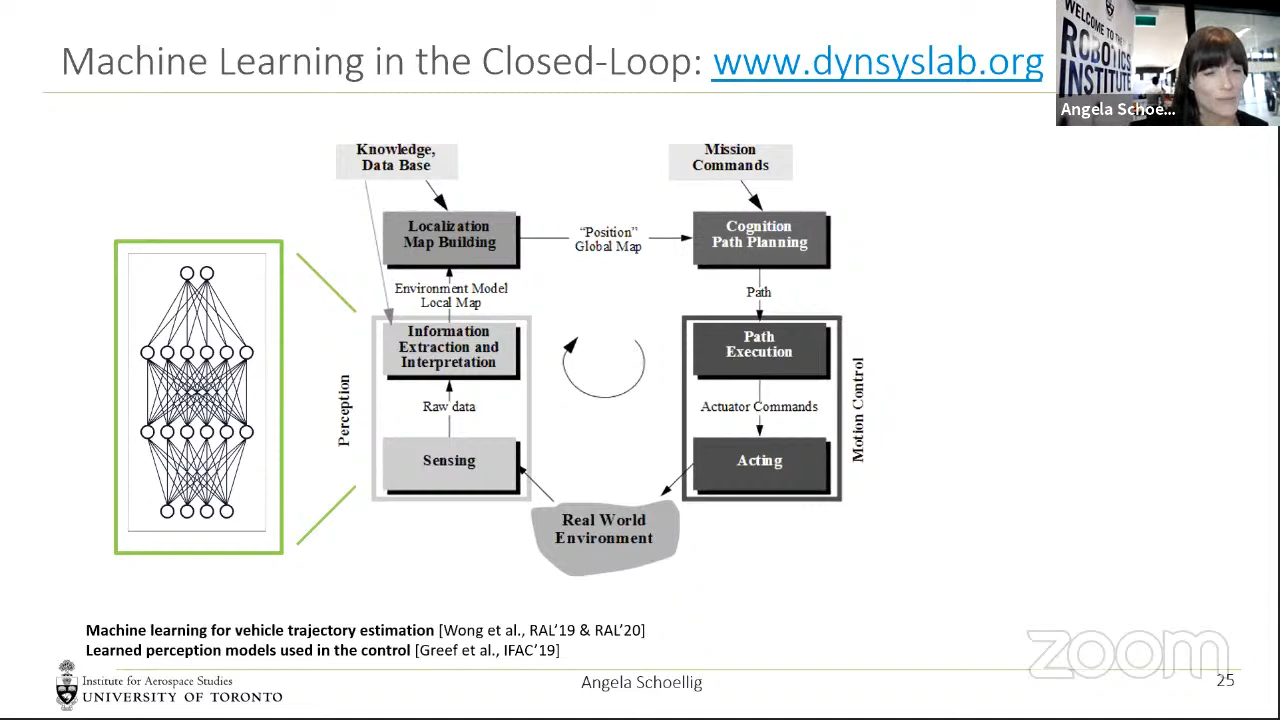 Machine Learning in the Closed-Loop: www.dynsyslab.org
WELCOME TO THE
ROBOTICS
INSTITUTE
Angela Schoe...
Knowledge,
Data Base
Mission
Commands
Localization
Map Building
"Position"
Global Map
Cognition
Path Planning
Environment Model
Local Map
Path
Information
Extraction and
Interpretation
Path
Execution
Perception
Raw data
Actuator Commands
Motion Control
Sensing
Acting
Real World
Environment
Machine learning for vehicle trajectory estimation [Wong et al., RAL'19 & RAL'20]
Learned perception models used in the control [Greef et al., IFAC'19]
zoom
Institute for Aerospace Studies
UNIVERSITY OF TORONTO
Angela Schoellig
25